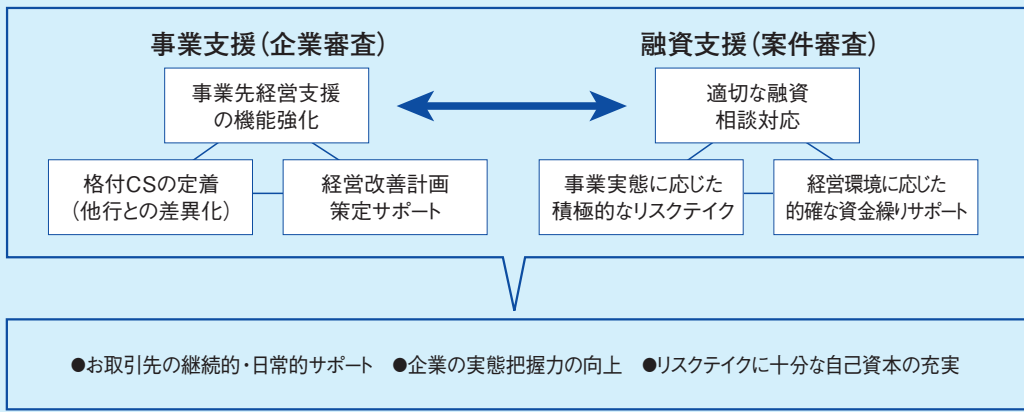 事業支援(企業審査)
事業先経営支援
の機能強化
格付CSの定着
(他行との差異化)
経営改善計画
策定サポート
融資支援(案件審査)
適切な融資
相談対応
事業実態に応じた
積極的なリスクテイク
経営環境に応じた
的確な資金繰りサポート
●お取引先の継続的・日常的サポート ●企業の実態把握力の向上 ●リスクテイクに十分な自己資本の充実